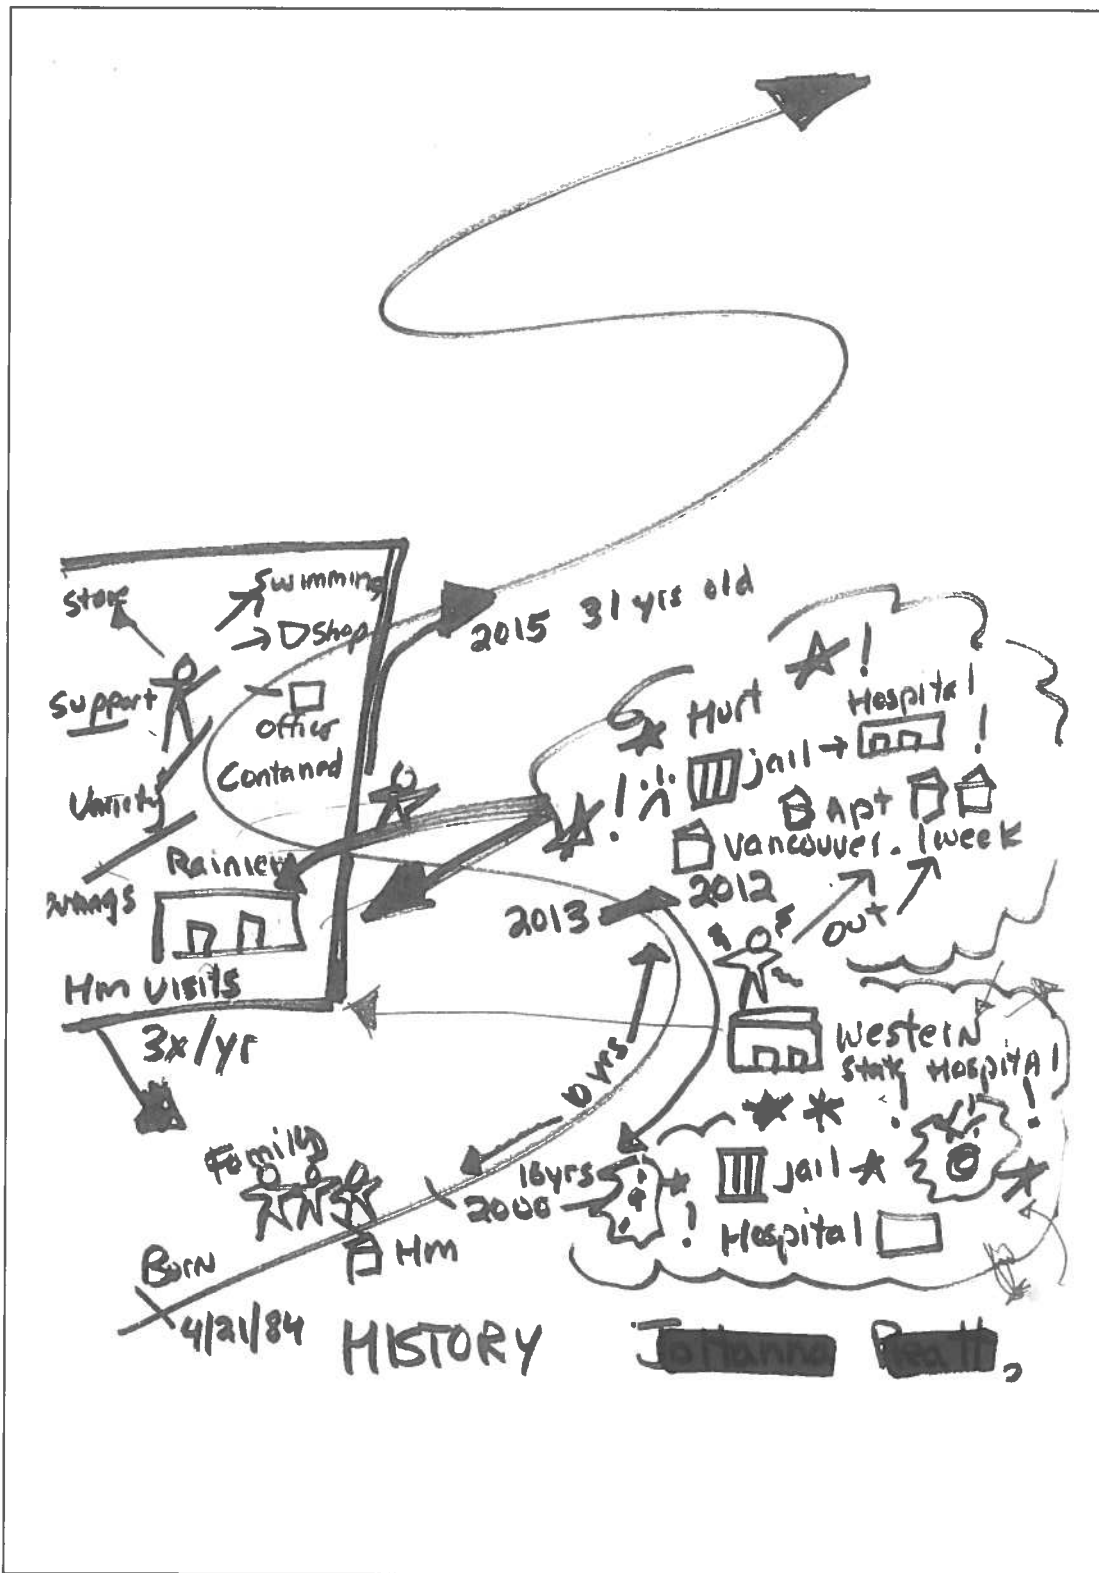 Store
Swimming
→ D Shop
Support
office
Contained
Variety
Rainier
Hm Visits
3x/yr
2015 31 yrs old
Hurt !
Hospital
! jail → !
Apt
Vancouver. 1 week
2012
2013
out
Western
State Hospital
! !
10 yrs
Family
16yrs
2000
! jail
Hospital
Hm
Born
4/21/84
HISTORY